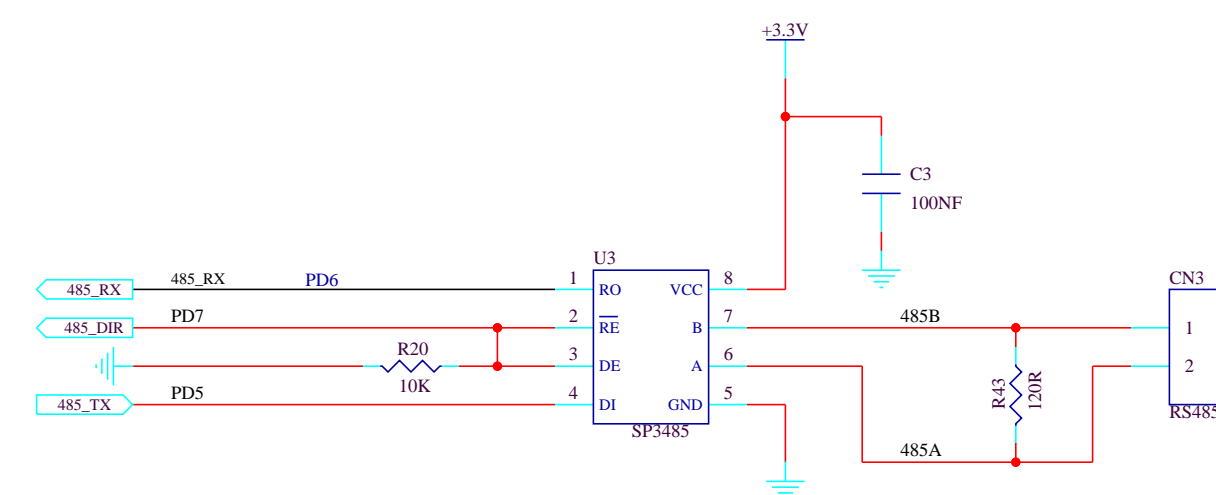 +3.3V
C3
100NF
U3
CN3
485_RX
485_RX
PD6
1
RO
VCC
8
485_DIR
PD7
2
RE
B
7
485B
1
R20
10K
3
DE
A
6
2
R43
120R
485_TX
PD5
4
DI
GND
5
RS485
SP3485
485A